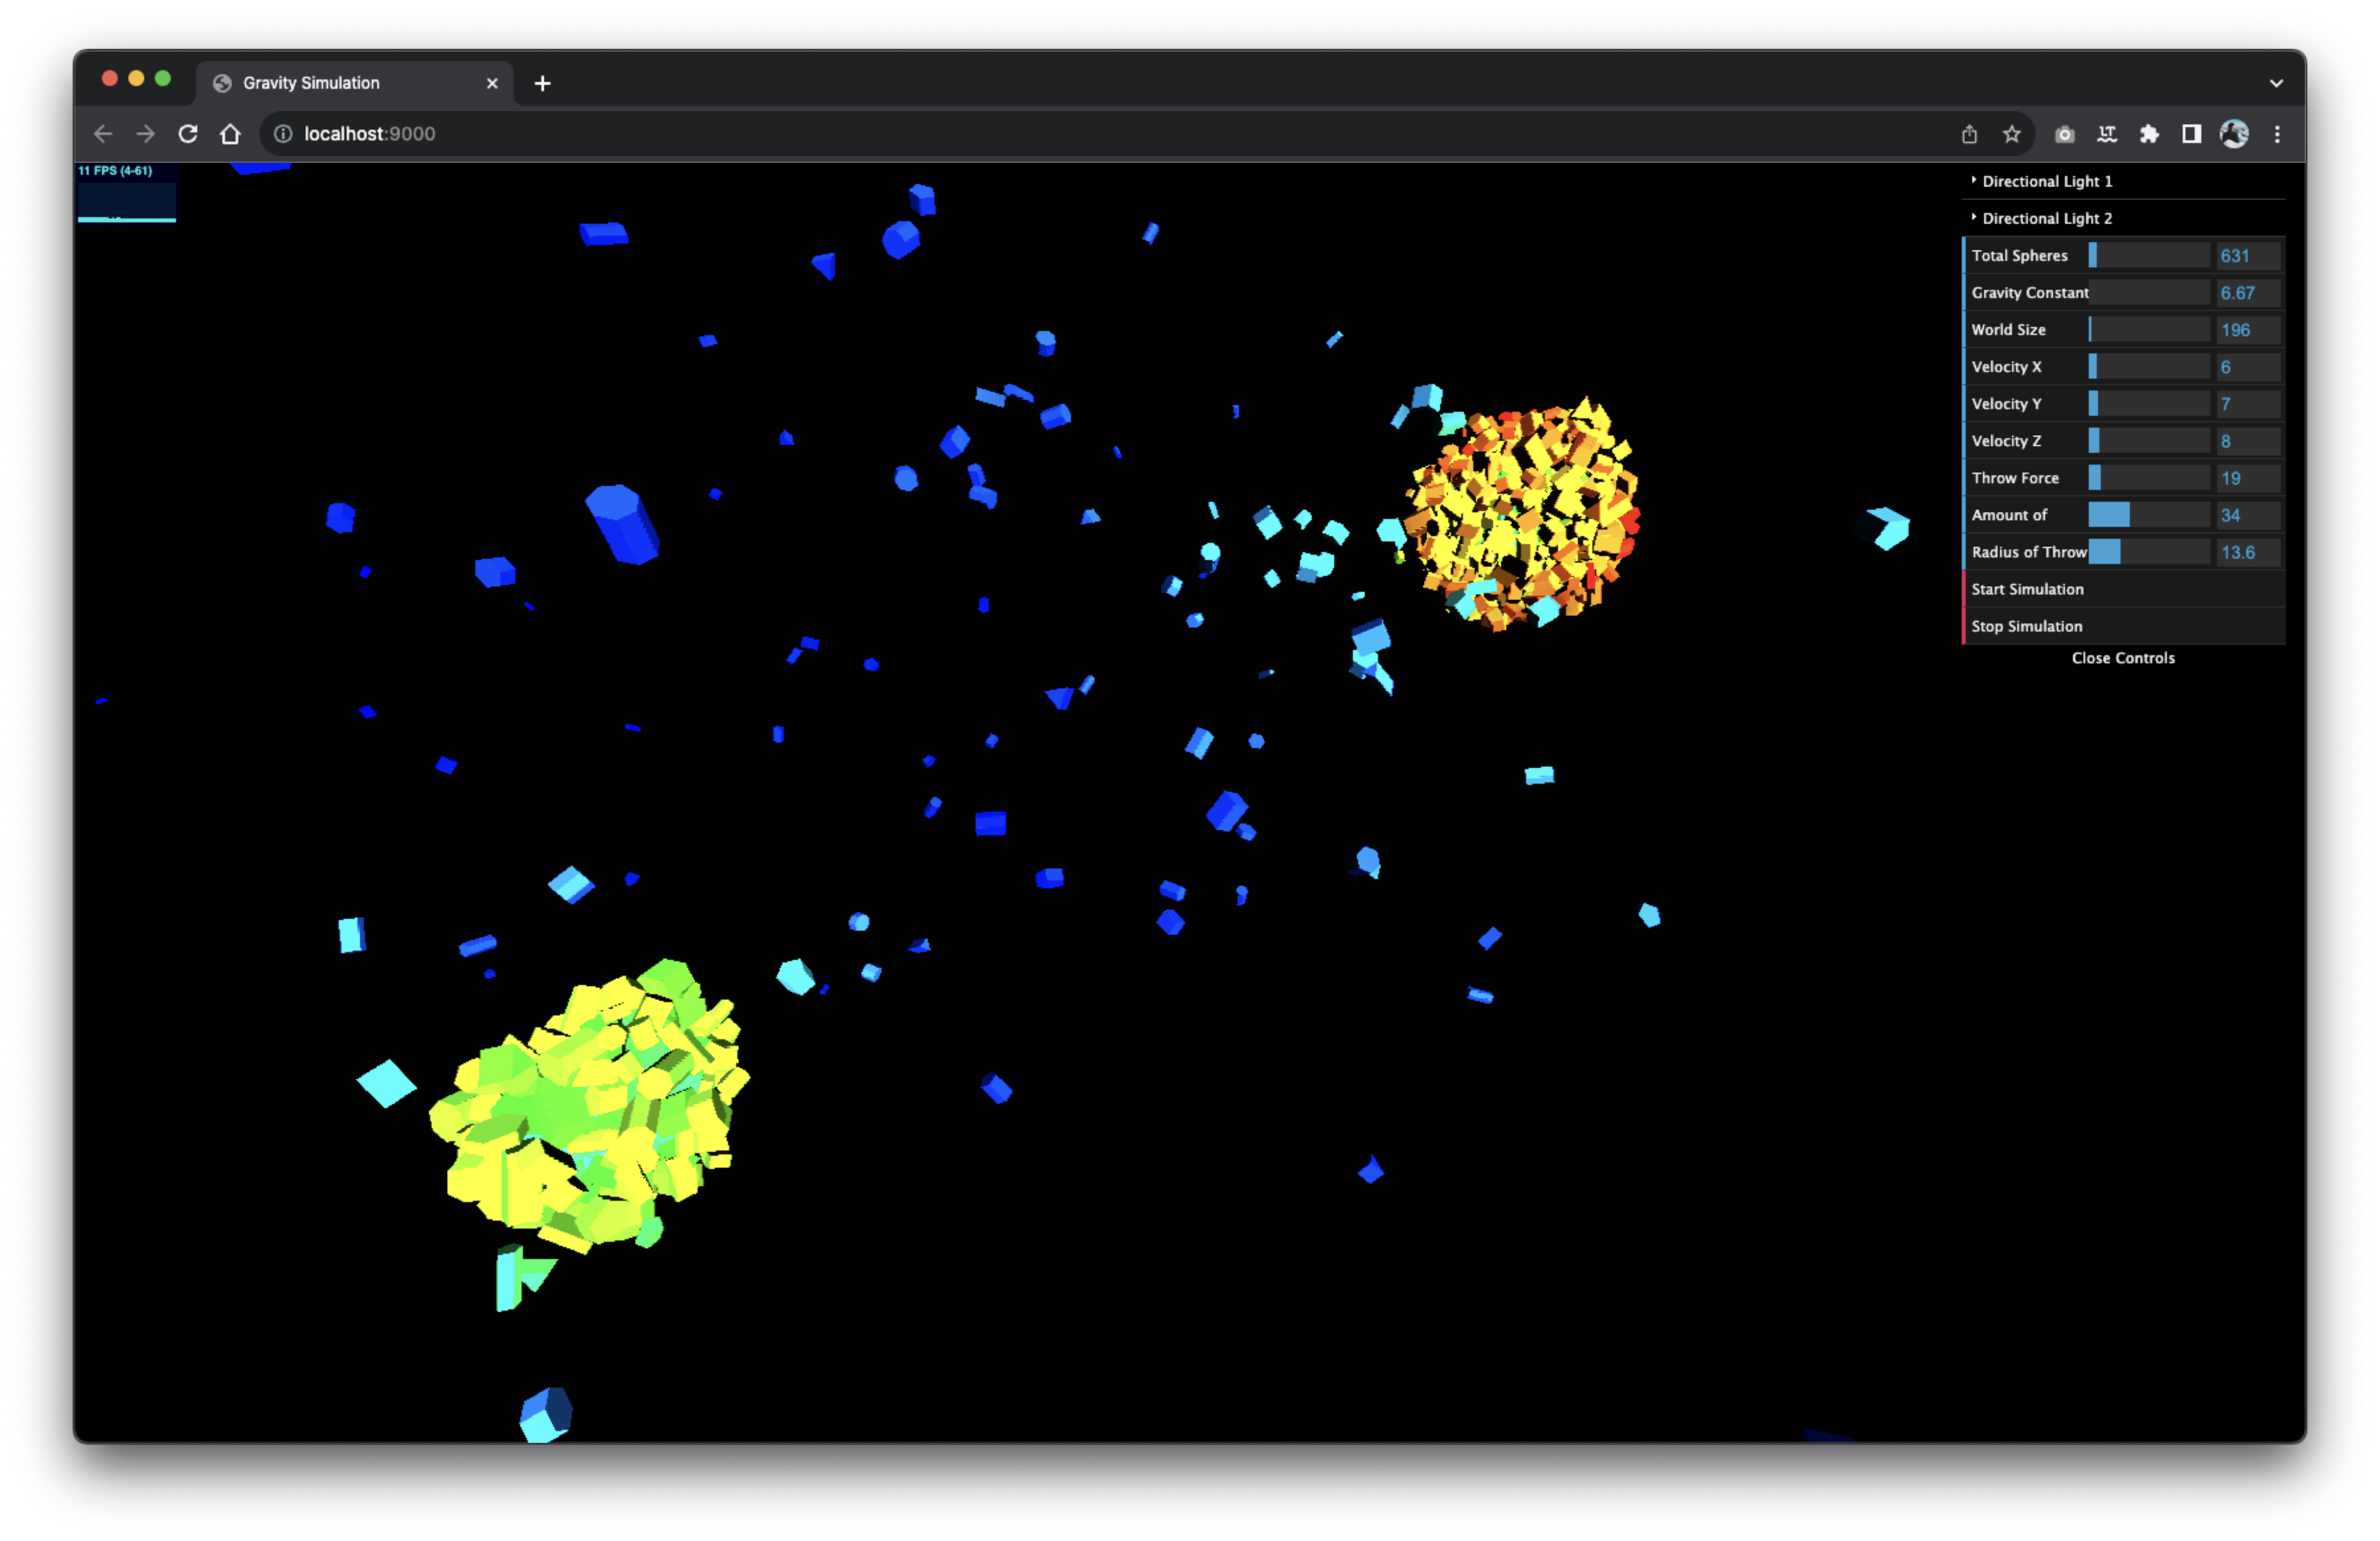 Gravity Simulation
localhost:9000
11 FPS (4-61)
Directional Light 1
Directional Light 2
Total Spheres 631
Gravity Constant 6.67
World Size 196
Velocity X 6
Velocity Y 7
Velocity Z 8
Throw Force 19
Amount of 34
Radius of Throw 13.6
Start Simulation
Stop Simulation
Close Controls